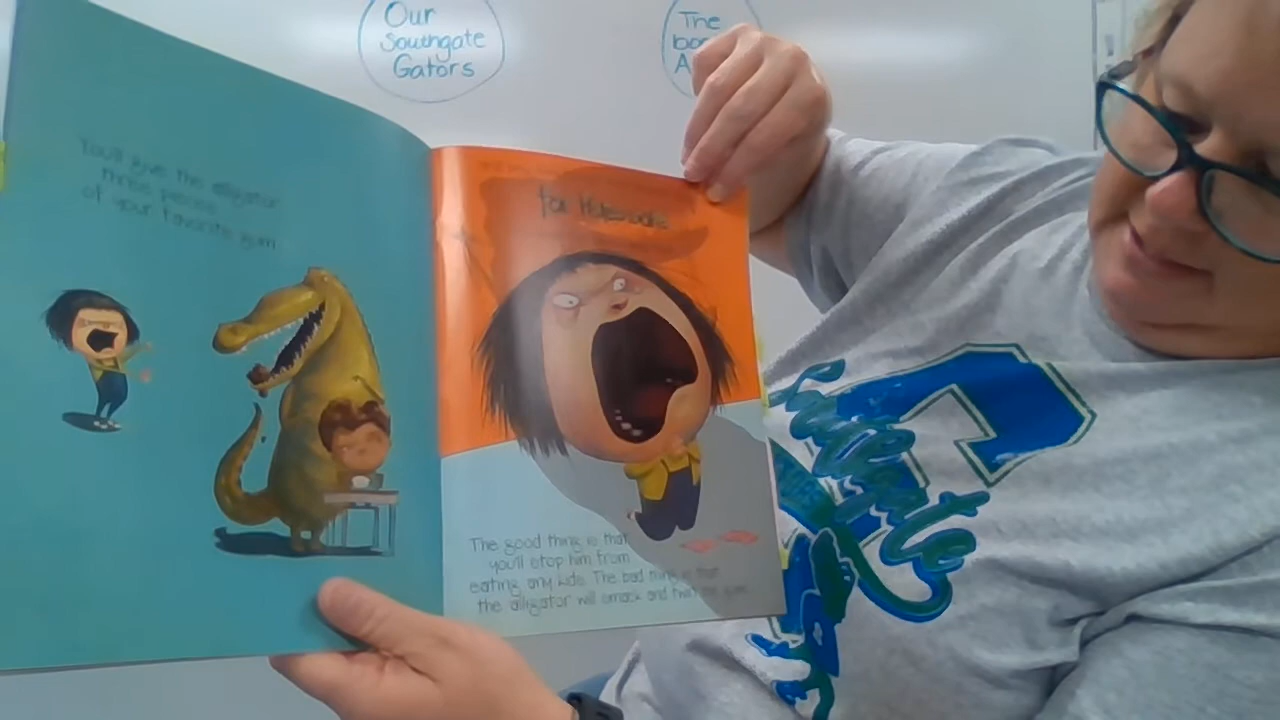 Our
Southgate
Gators
The
You'll give the alligator
three pieces
of your favorite gum
for
The good thing is that
you'll stop him from
eating any kids. The bad thing is that
the alligator will smack and twirl the gum
Southgate